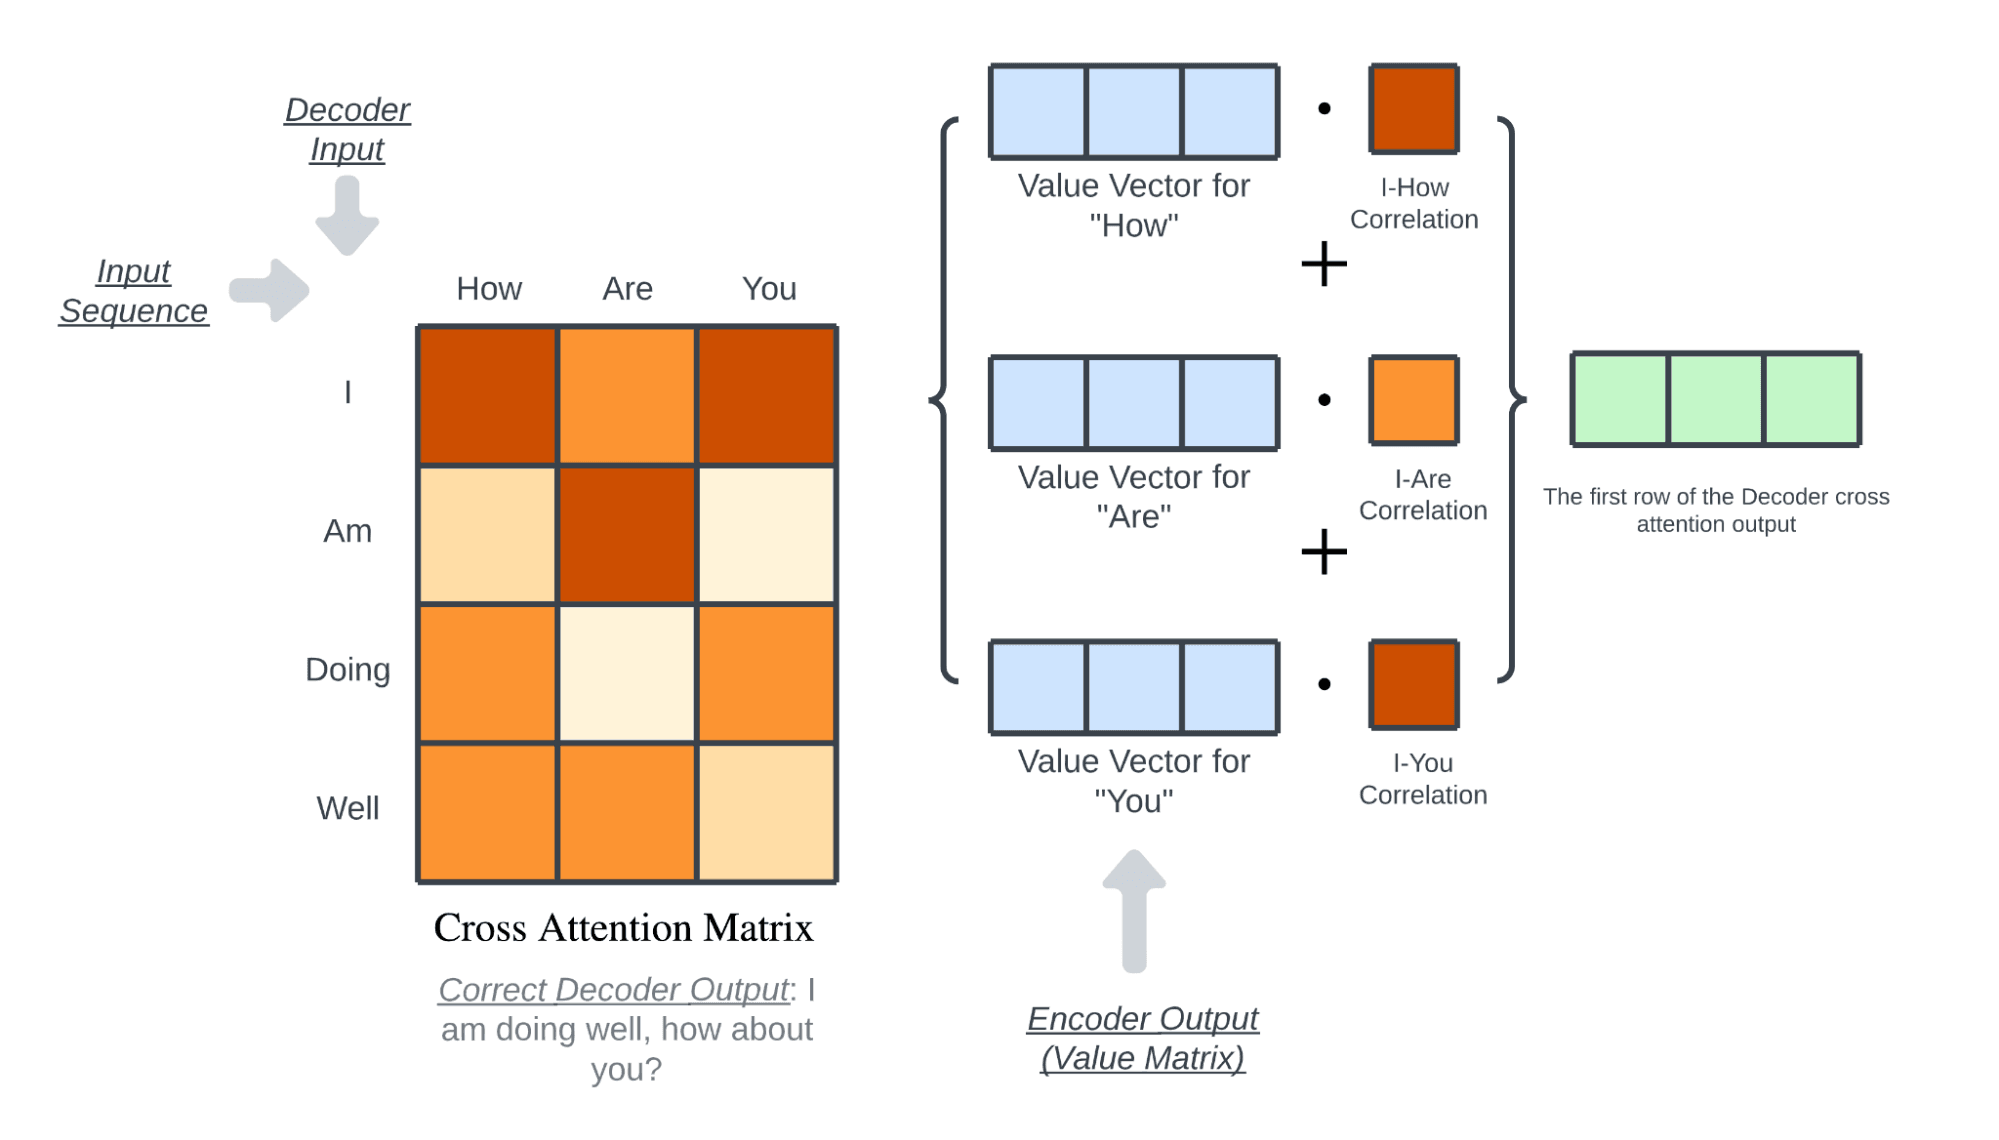 Decoder
Input
Input
Sequence
How Are You
I
Am
Doing
Well
Cross Attention Matrix
Correct Decoder Output: I
am doing well, how about
you?
Value Vector for
"How"
I-How
Correlation
+
Value Vector for
"Are"
I-Are
Correlation
+
Value Vector for
"You"
I-You
Correlation
Encoder Output
(Value Matrix)
The first row of the Decoder cross
attention output